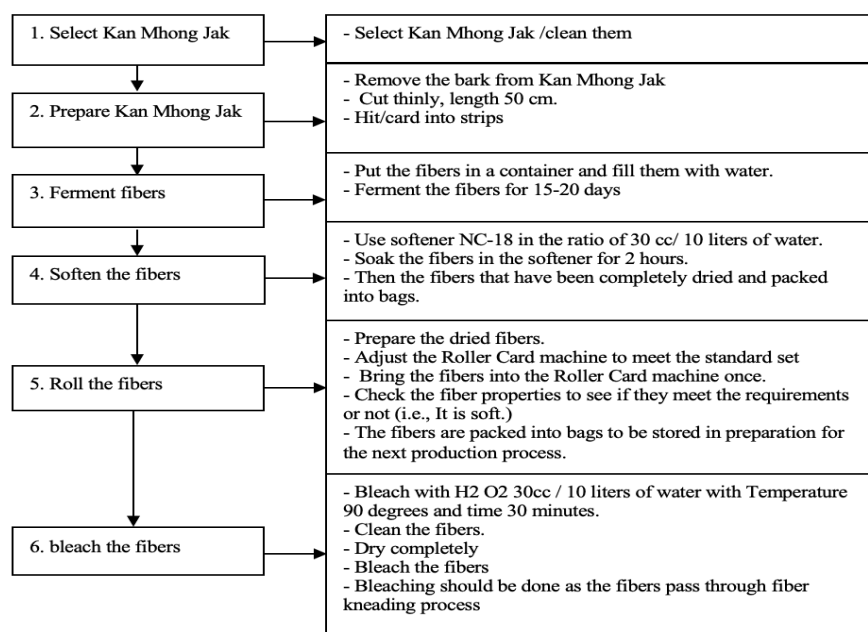 1. Select Kan Mhong Jak
- Select Kan Mhong Jak /clean them
2. Prepare Kan Mhong Jak
- Remove the bark from Kan Mhong Jak
- Cut thinly, length 50 cm.
- Hit/card into strips
3. Ferment fibers
- Put the fibers in a container and fill them with water.
- Ferment the fibers for 15-20 days
4. Soften the fibers
- Use softener NC-18 in the ratio of 30 cc/ 10 liters of water.
- Soak the fibers in the softener for 2 hours.
- Then the fibers that have been completely dried and packed
into bags.
5. Roll the fibers
- Prepare the dried fibers.
- Adjust the Roller Card machine to meet the standard set
- Bring the fibers into the Roller Card machine once.
- Check the fiber properties to see if they meet the requirements
or not (i.e., It is soft.)
- The fibers are packed into bags to be stored in preparation for
the next production process.
6. bleach the fibers
- Bleach with H2 O2 30cc / 10 liters of water with Temperature
90 degrees and time 30 minutes.
- Clean the fibers.
- Dry completely
- Bleach the fibers
- Bleaching should be done as the fibers pass through fiber
kneading process